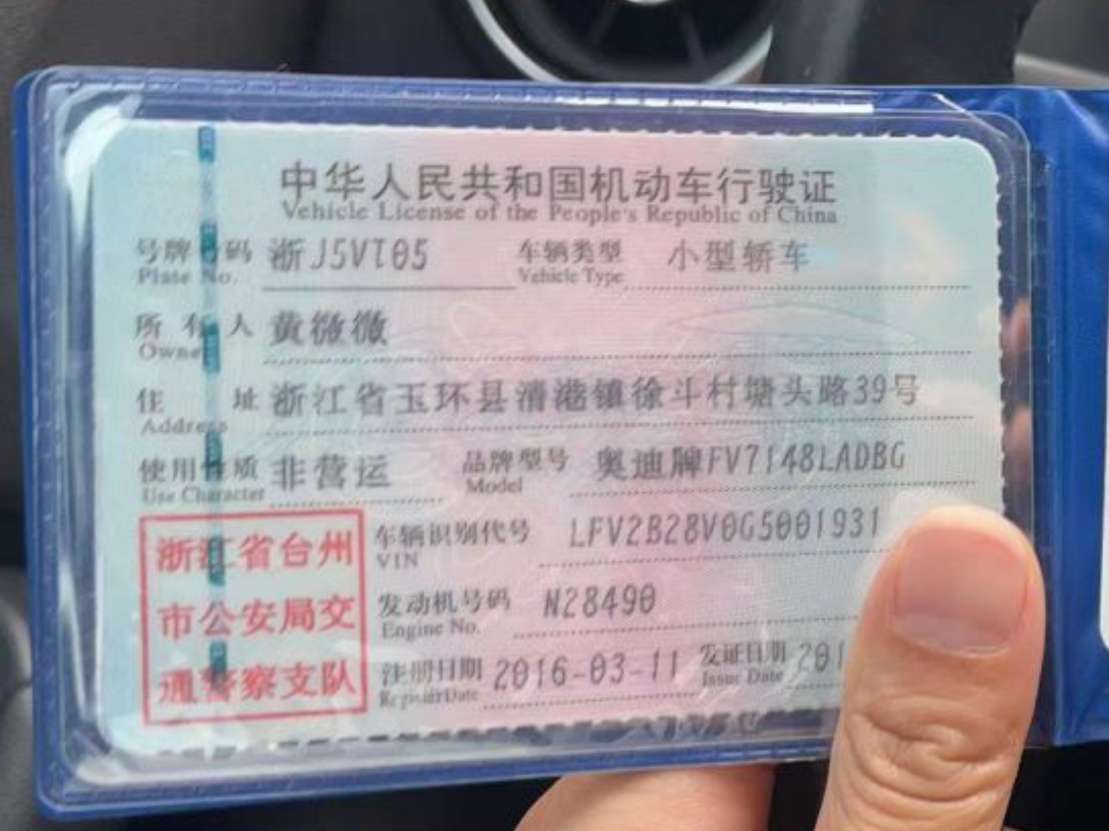 中华人民共和国机动车行驶证
Vehicle License of the People's Republic of China
号牌号码 浙J5VT05 车辆类型 小型轿车
Plate No. Vehicle Type
所有人 黄微微
Owner
住址 浙江省玉环县清港镇徐斗村塘头路39号
Address
使用性质 非营运 品牌型号 奥迪牌FV7148LADBG
Use Character Model
浙江省台州
市公安局交
通警察支队
车辆识别代号 LFV2B28V0G5001931
VIN
发动机号码 N28490
Engine No.
注册日期 2016-03-11 发证日期 201
Register Date Issue Date